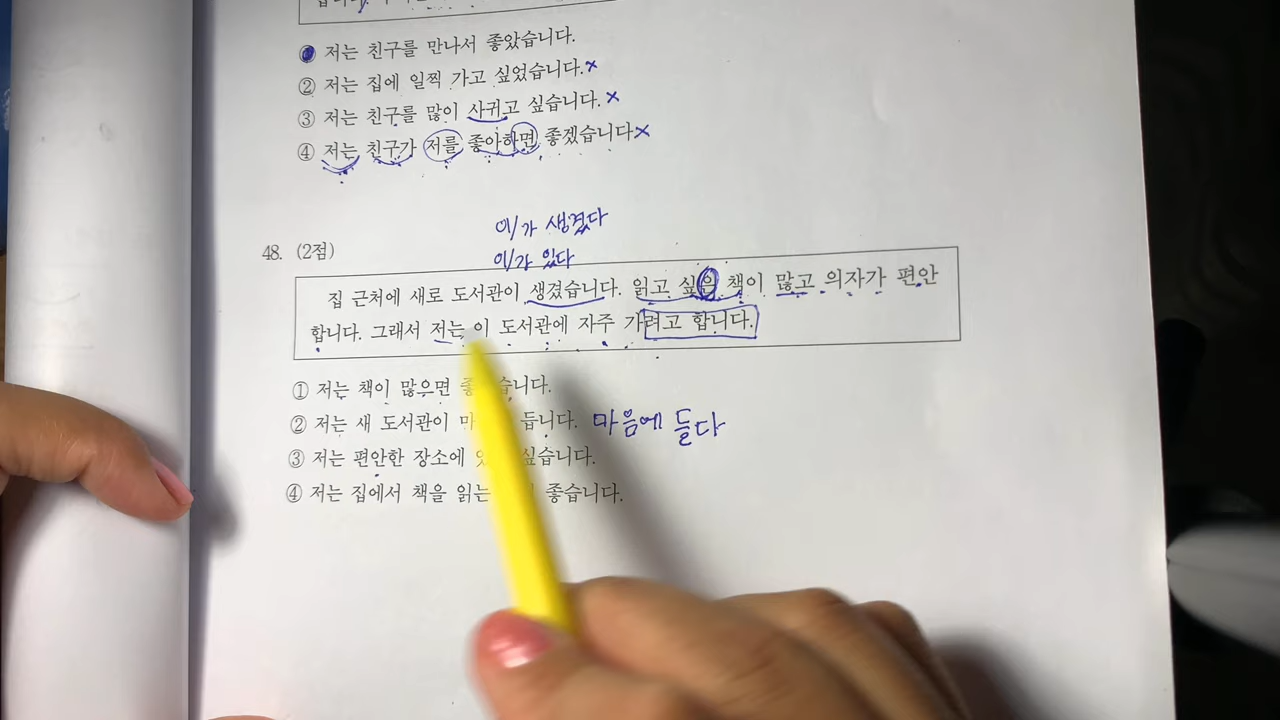 ① 저는 친구를 만나서 좋았습니다.
② 저는 집에 일찍 가고 싶었습니다.×
③ 저는 친구를 많이 사귀고 싶습니다. ×
④ 저는 친구가 저를 좋아하면 좋겠습니다×
이/가 생겼다
48. (2점)
이/가 있다
집 근처에 새로 도서관이 생겼습니다. 읽고 싶은 책이 많고 의자가 편안
합니다. 그래서 저는 이 도서관에 자주 가려고 합니다.
① 저는 책이 많으면
② 저는 새 도서관이 듭니다. 마음에 들다
③ 저는 편안한 장소에 싶습니다.
④ 저는 집에서 책을 읽는 좋습니다.